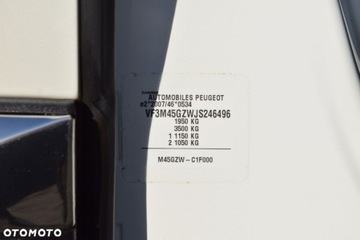 AUTOMOBILES PEUGEOT
e2*2007/46*0534
VF3M45GZWJS246496
1950 KG
3500 KG
1 1150 KG
2 1050 KG
M45GZW - C1F000
OTOMOTO
OTOMOTO